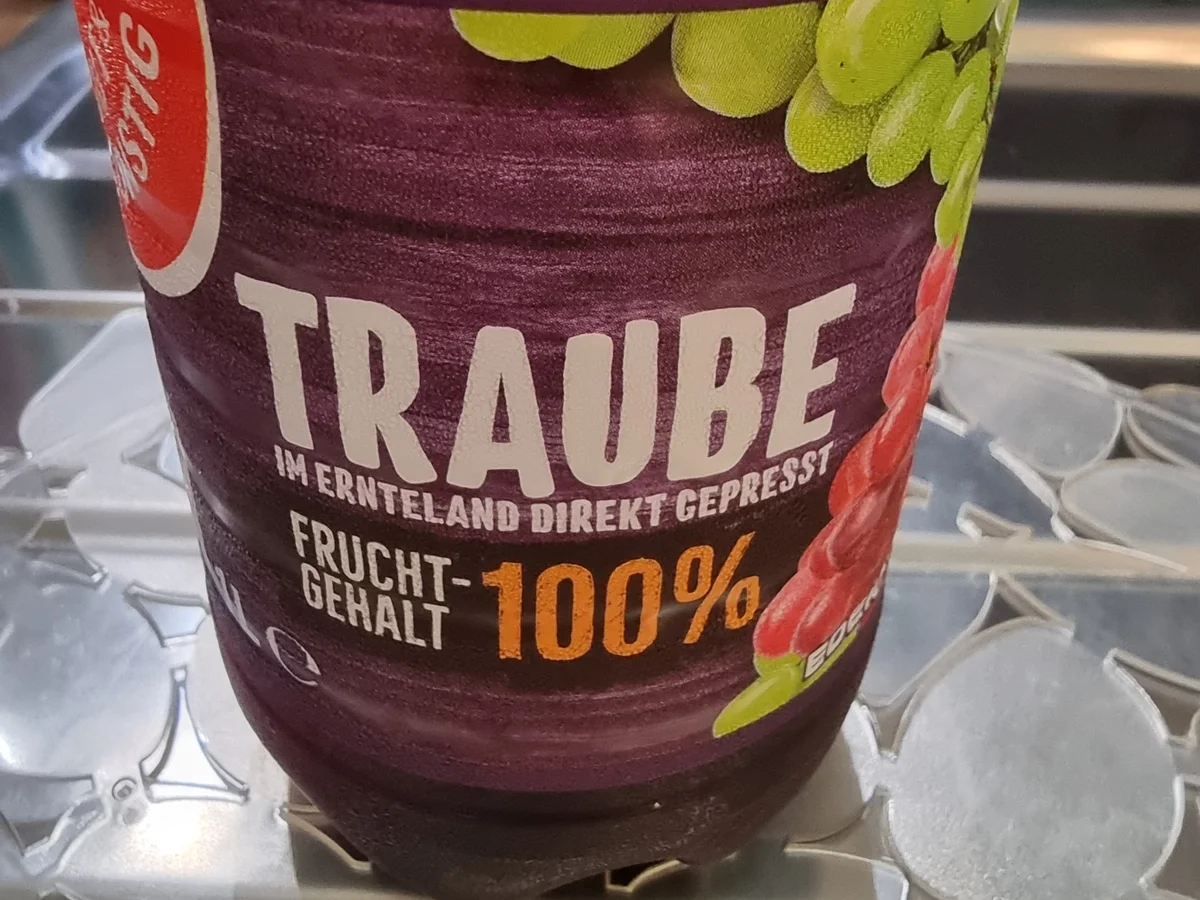 TRAUBE
IM ERNTELAND DIREKT GEPRESST
FRUCHT-
GEHALT
100%